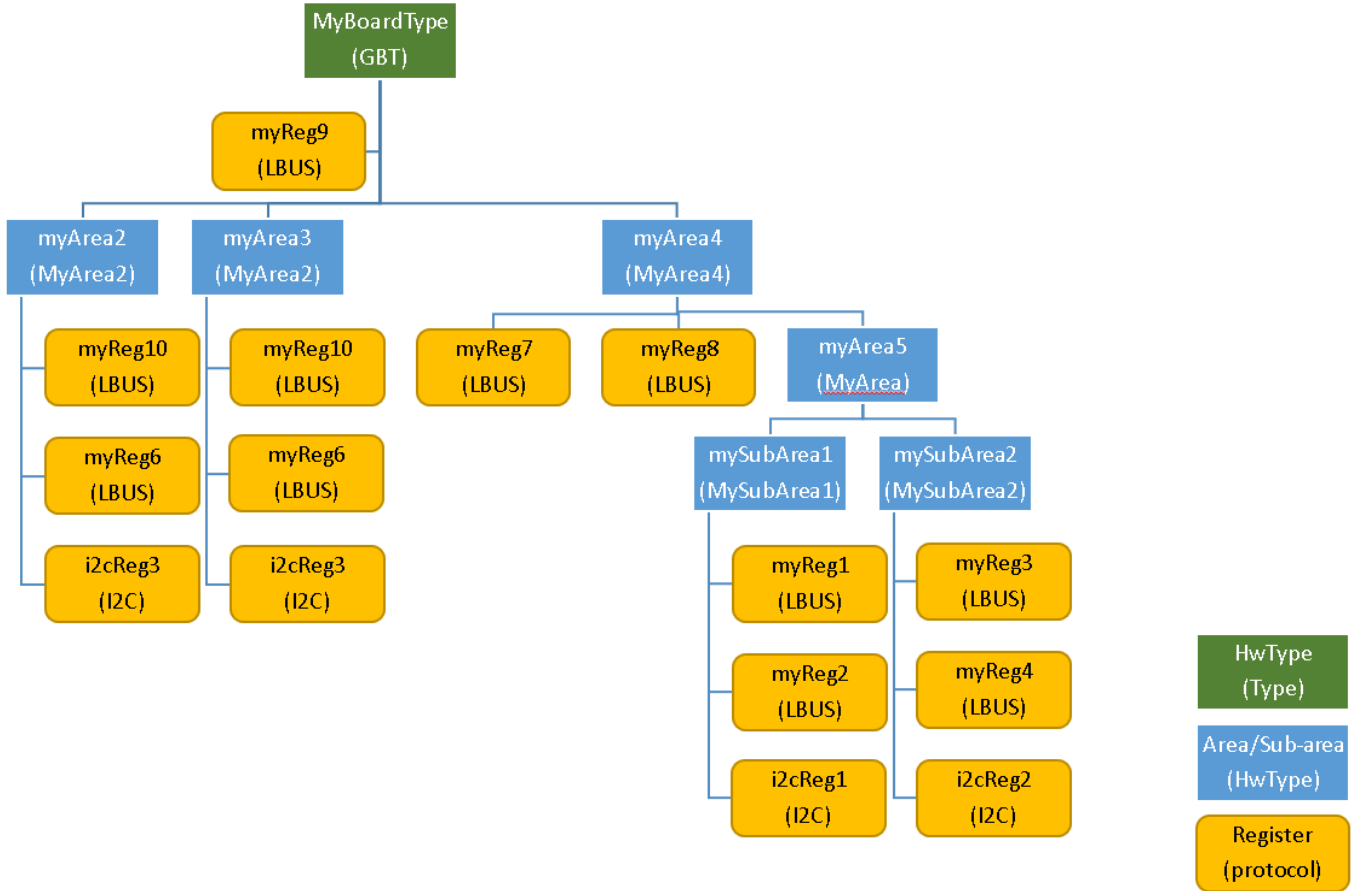 MyBoardType
(GBT)
myReg9
(LBUS)
myArea2
(MyArea2)
myArea3
(MyArea2)
myArea4
(MyArea4)
myReg10
(LBUS)
myReg10
(LBUS)
myReg7
(LBUS)
myReg8
(LBUS)
myArea5
(MyArea)
myReg6
(LBUS)
myReg6
(LBUS)
mySubArea1
(MySubArea1)
mySubArea2
(MySubArea2)
i2cReg3
(I2C)
i2cReg3
(I2C)
myReg1
(LBUS)
myReg3
(LBUS)
myReg2
(LBUS)
myReg4
(LBUS)
i2cReg1
(I2C)
i2cReg2
(I2C)
HwType
(Type)
Area/Sub-area
(HwType)
Register
(protocol)